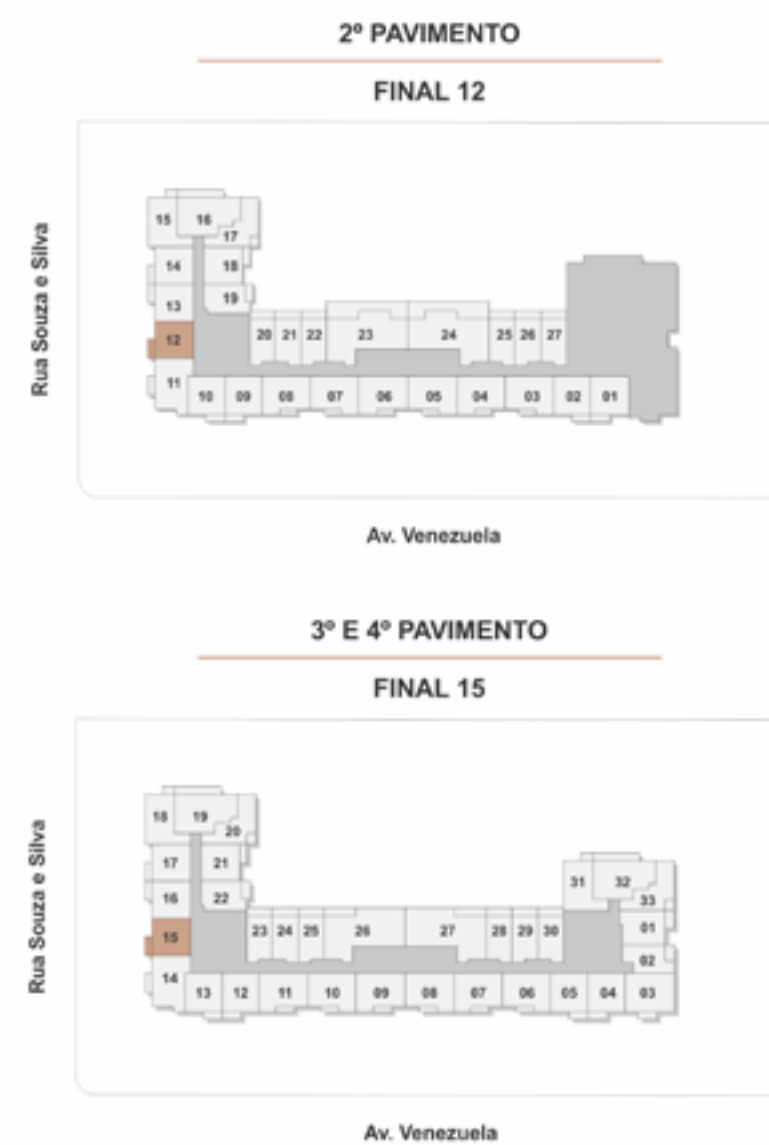 2º PAVIMENTO
FINAL 12
Rua Souza e Silva
15 16
17
14 18
13 19
12 20 21 22 23 24 25 26 27
11 10 09 08 07 06 05 04 03 02 01
Av. Venezuela
3º E 4º PAVIMENTO
FINAL 15
Rua Souza e Silva
18 19
20
17 21 31 32
16 22 33
15 23 24 25 26 27 28 29 30 01
02
14 13 12 11 10 09 08 07 06 05 04 03
Av. Venezuela